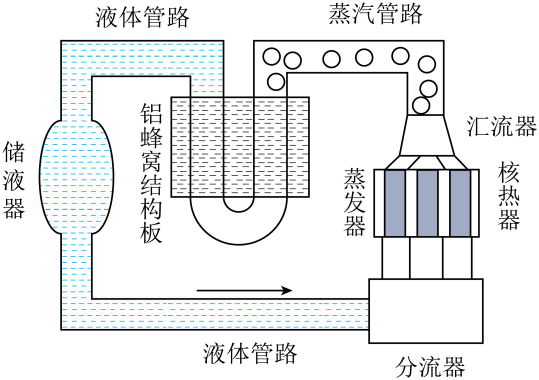 液体管路
蒸汽管路
铝蜂窝结构板
汇流器
储液器
蒸发器
核热器
液体管路
分流器